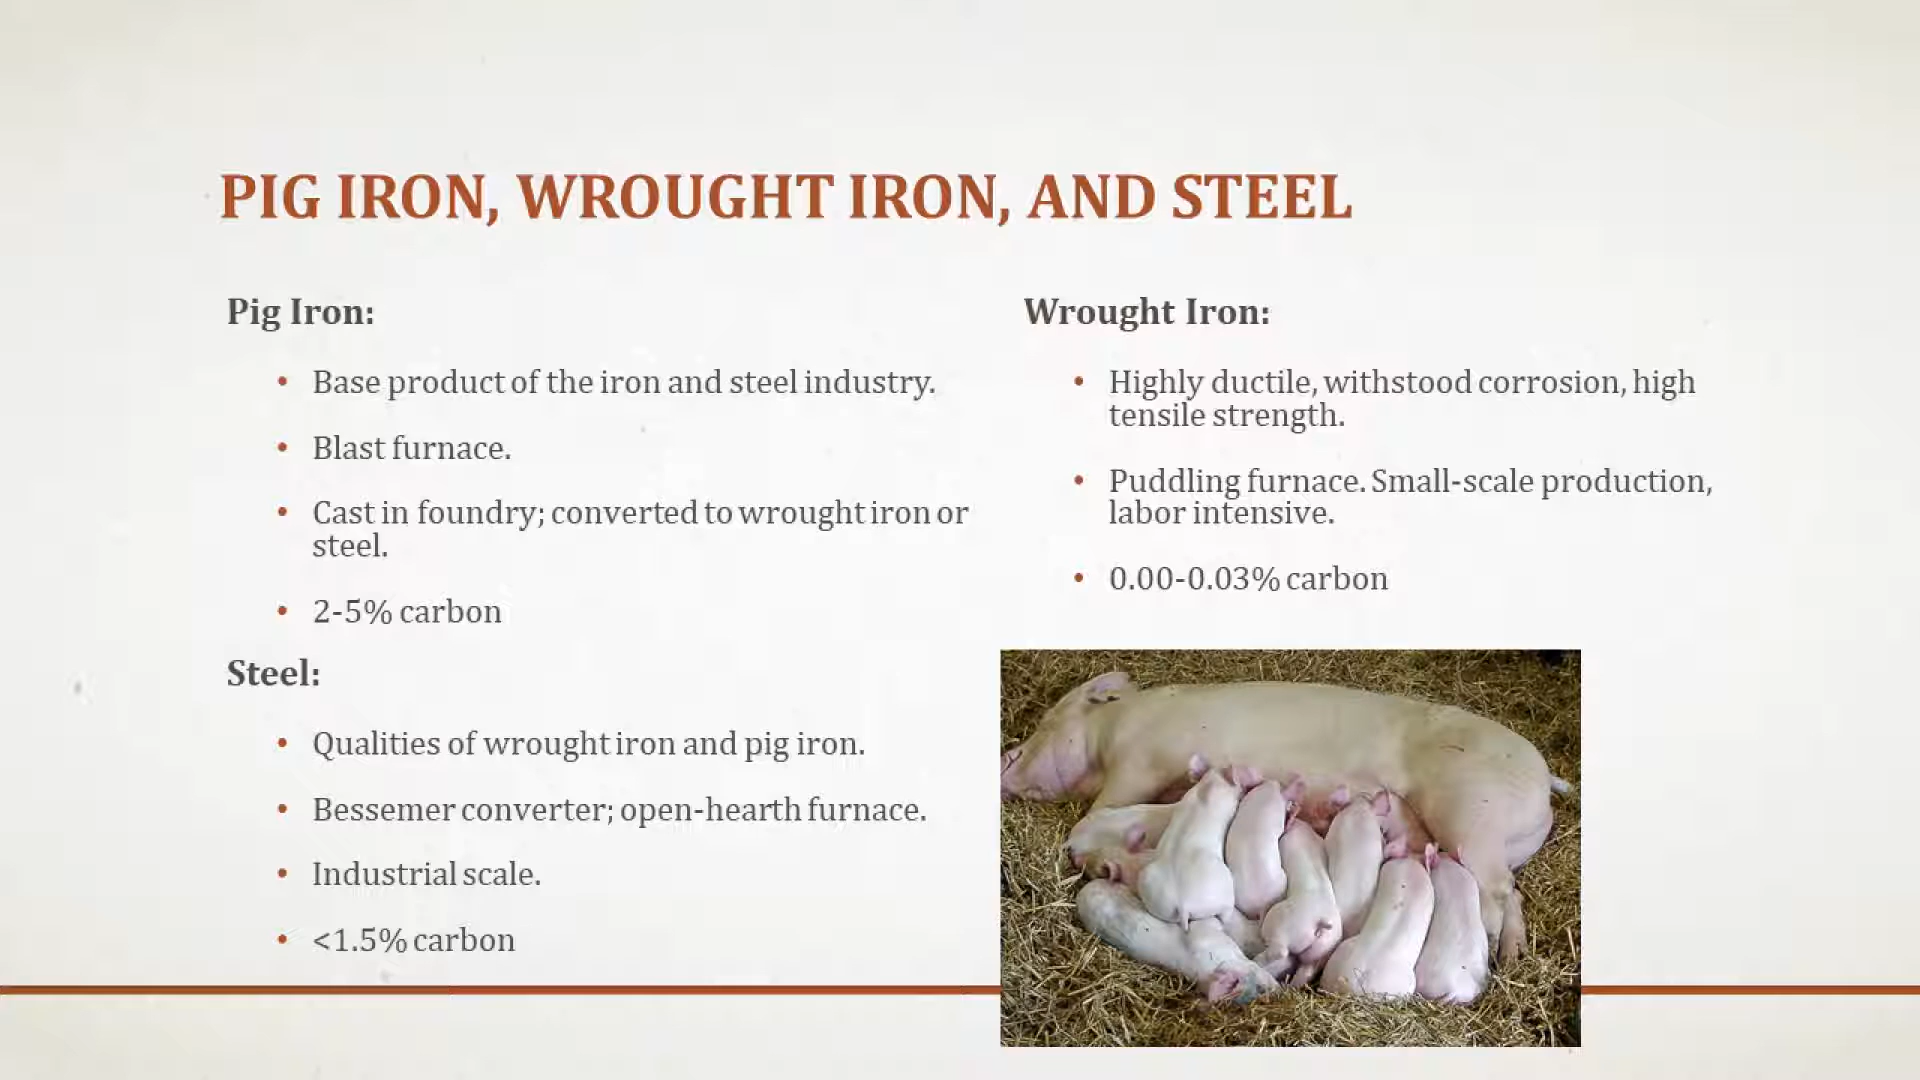 PIG IRON, WROUGHT IRON, AND STEEL
Pig Iron:
• Base product of the iron and steel industry.
• Blast furnace.
• Cast in foundry; converted to wrought iron or
steel.
• 2-5% carbon
Steel:
• Qualities of wrought iron and pig iron.
• Bessemer converter; open-hearth furnace.
• Industrial scale.
• <1.5% carbon
Wrought Iron:
• Highly ductile, withstood corrosion, high
tensile strength.
• Puddling furnace. Small-scale production,
labor intensive.
• 0.00-0.03% carbon